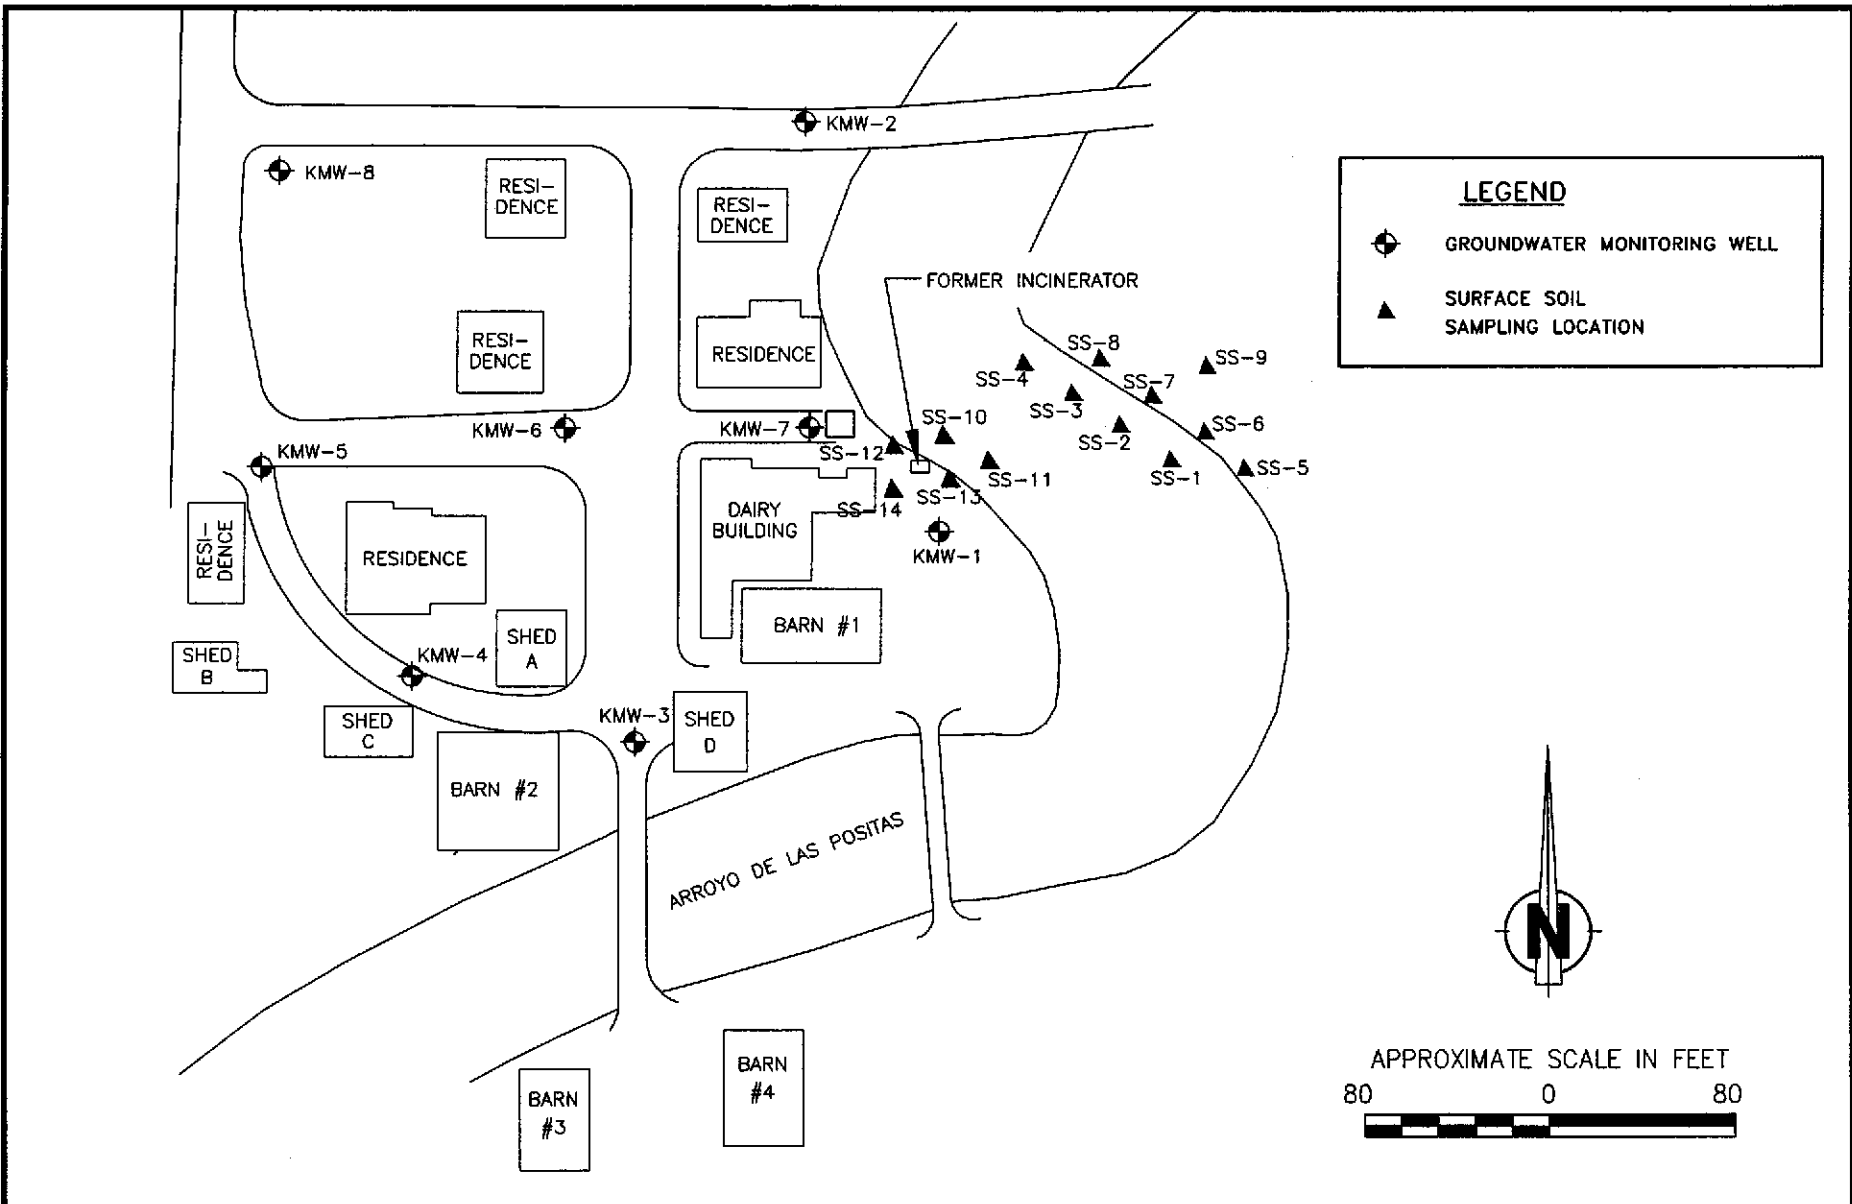 KMW-2
KMW-8
RESI-
DENCE
RESI-
DENCE
LEGEND
GROUNDWATER MONITORING WELL
SURFACE SOIL
SAMPLING LOCATION
FORMER INCINERATOR
RESI-
DENCE
RESIDENCE
SS-8
SS-9
SS-4
SS-7
SS-3
SS-10
SS-6
SS-2
KMW-6
KMW-7
SS-12
SS-11
SS-1
SS-5
KMW-5
SS-13
SS-14
DAIRY
BUILDING
KMW-1
RESI-
DENCE
RESIDENCE
BARN #1
SHED
A
SHED
B
KMW-4
KMW-3
SHED
C
SHED
D
BARN #2
ARROYO DE LAS POSITAS
N
BARN
#3
BARN
#4
APPROXIMATE SCALE IN FEET
80 0 80